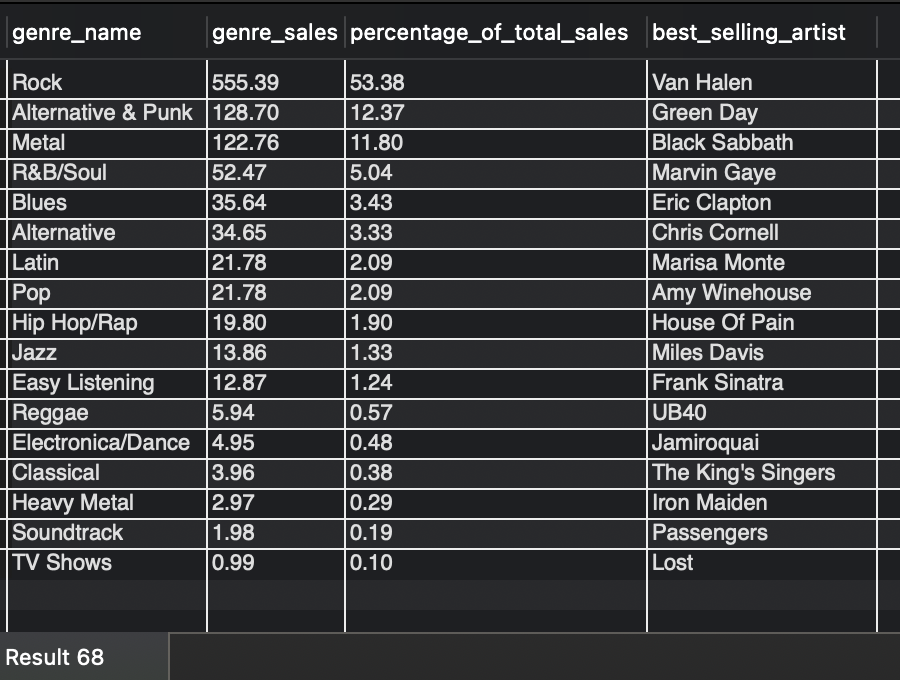 genre_name genre_sales percentage_of_total_sales best_selling_artist
Rock 555.39 53.38 Van Halen
Alternative & Punk 128.70 12.37 Green Day
Metal 122.76 11.80 Black Sabbath
R&B/Soul 52.47 5.04 Marvin Gaye
Blues 35.64 3.43 Eric Clapton
Alternative 34.65 3.33 Chris Cornell
Latin 21.78 2.09 Marisa Monte
Pop 21.78 2.09 Amy Winehouse
Hip Hop/Rap 19.80 1.90 House Of Pain
Jazz 13.86 1.33 Miles Davis
Easy Listening 12.87 1.24 Frank Sinatra
Reggae 5.94 0.57 UB40
Electronica/Dance 4.95 0.48 Jamiroquai
Classical 3.96 0.38 The King's Singers
Heavy Metal 2.97 0.29 Iron Maiden
Soundtrack 1.98 0.19 Passengers
TV Shows 0.99 0.10 Lost
Result 68